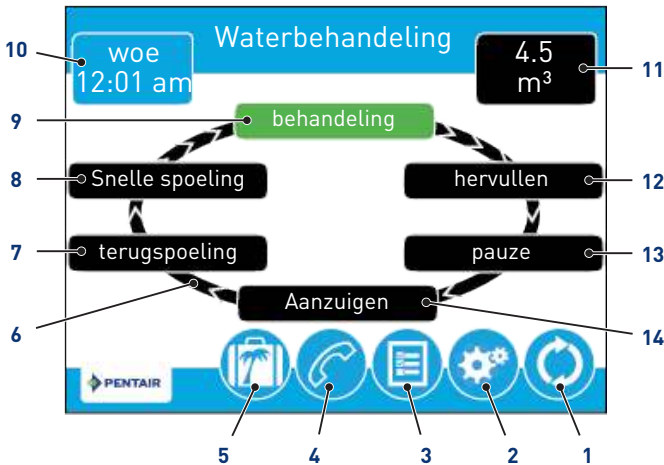 10
woe
12:01 am
Waterbehandeling
4.5
m³
11
9
behandeling
8
Snelle spoeling
hervullen
12
7
terugspoeling
pauze
13
6
Aanzuigen
14
PENTAIR
5
4
3
2
1